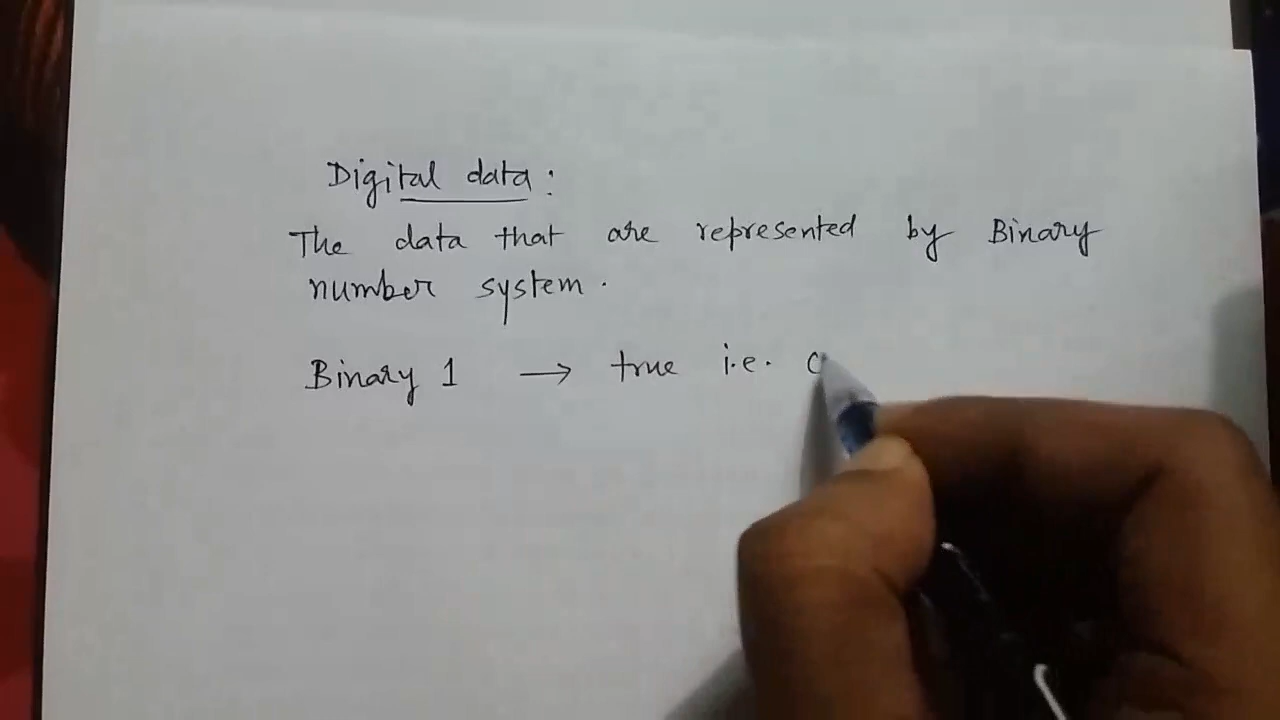 Digital data:
The data that are represented by Binary
number system.
Binary 1 → true i.e.